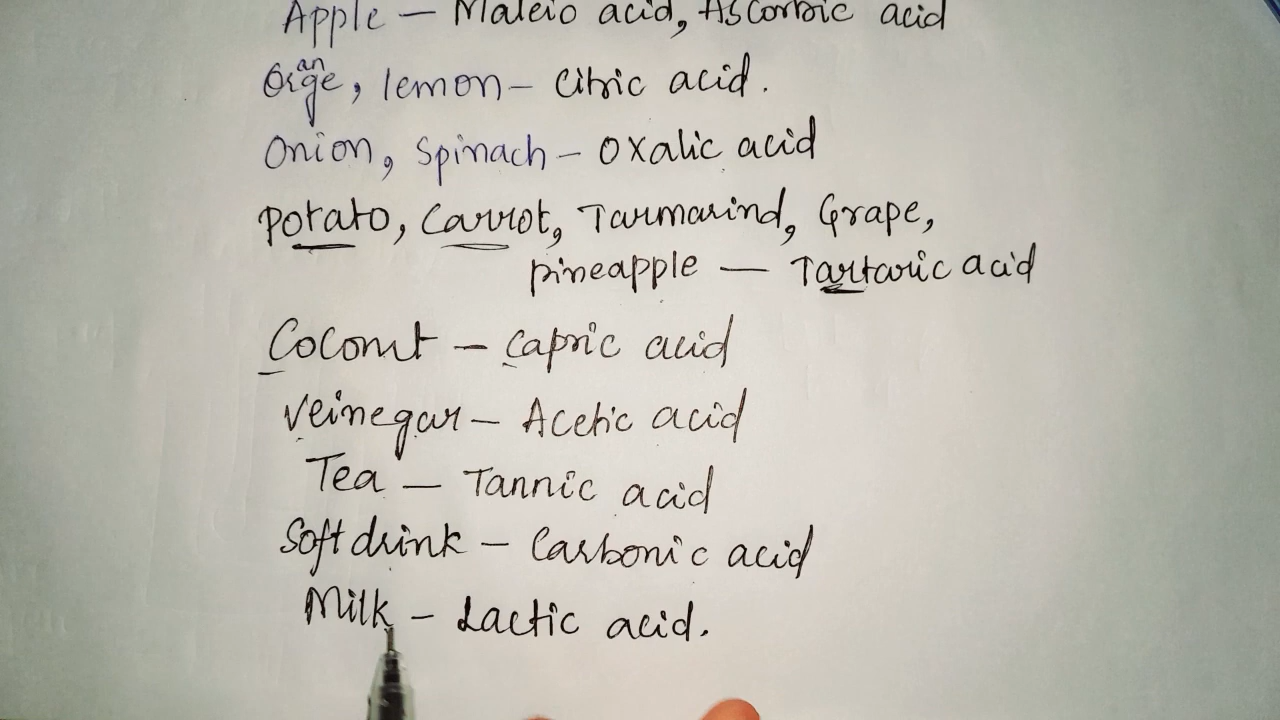 Apple — Maleio acid, Ascorbic acid
Orange, lemon – Citric acid.
Onion, Spinach – Oxalic acid
Potato, Carrot, Tarmarind, Grape,
pineapple — Tartaric acid
Coconut – Capric acid
Veinegar – Acetic acid
Tea – Tannic acid
Soft drink – Carbonic acid
Milk – Lactic acid.